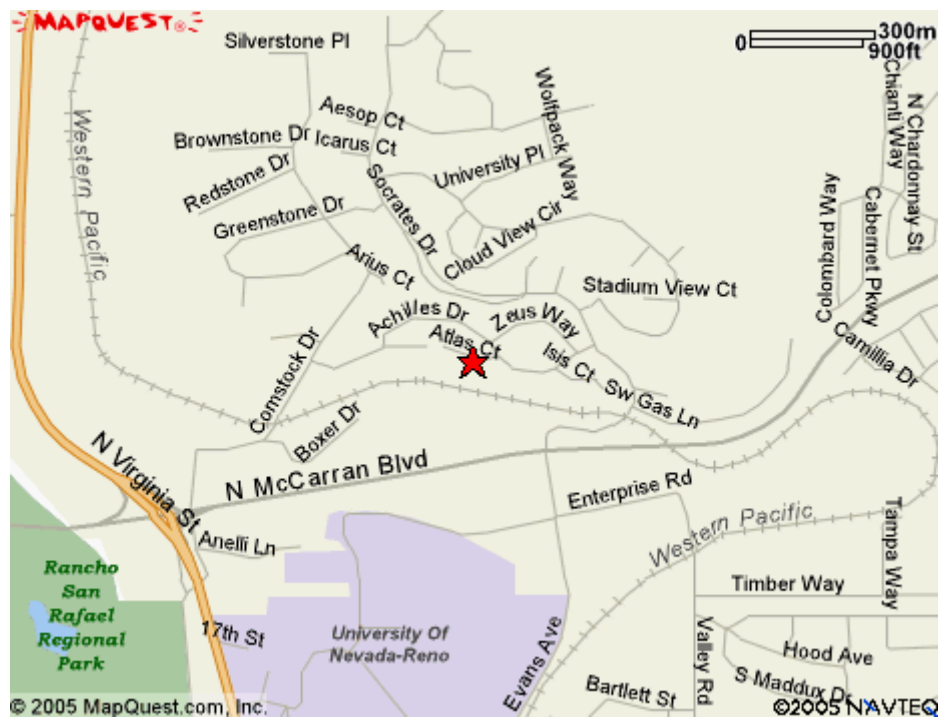 MAPQUEST
0 300m
900ft
Silverstone Pl
Aesop Ct
Wolfpack Way
Chianti Way
N Chardonnay St
Western Pacific
Brownstone Dr
Icarus Ct
Redstone Dr
Socrates Dr
University Pl
Greenstone Dr
Cloud View Cir
Colombard Way
Cabernet Pkwy
Arius Ct
Stadium View Ct
Achilles Dr
Zeus Way
Atlas Ct
Isis Ct
Camillia Dr
Comstock Dr
Sw Gas Ln
Boxer Dr
N Virginia St
N McCarran Blvd
Enterprise Rd
Western Pacific
Tampa Way
Anelli Ln
Rancho
San
Rafael
Regional
Park
Timber Way
17th St
University Of
Nevada-Reno
Evans Ave
Valley Rd
Hood Ave
Bartlett St
S Maddux Dr
© 2005 MapQuest.com, Inc.
©2005 NAVTEQ